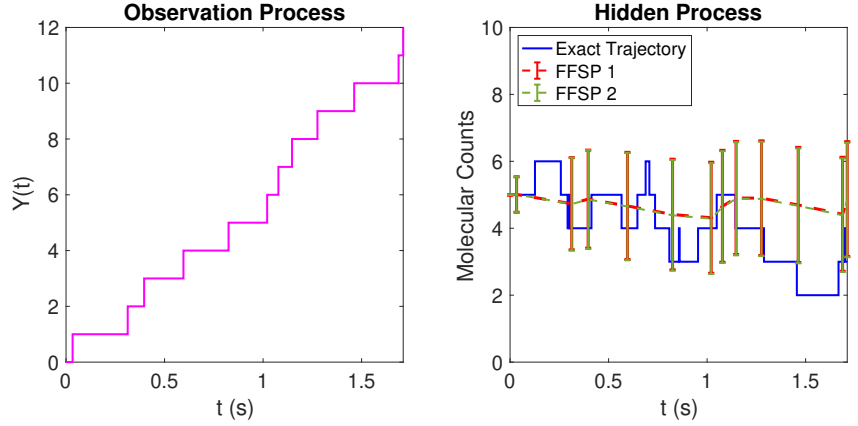 Observation Process
Y(t)
12
10
8
6
4
2
0
0 0.5 1 1.5
t (s)
Hidden Process
Molecular Counts
10
8
6
4
2
0
Exact Trajectory
FFSP 1
FFSP 2
0 0.5 1 1.5
t (s)